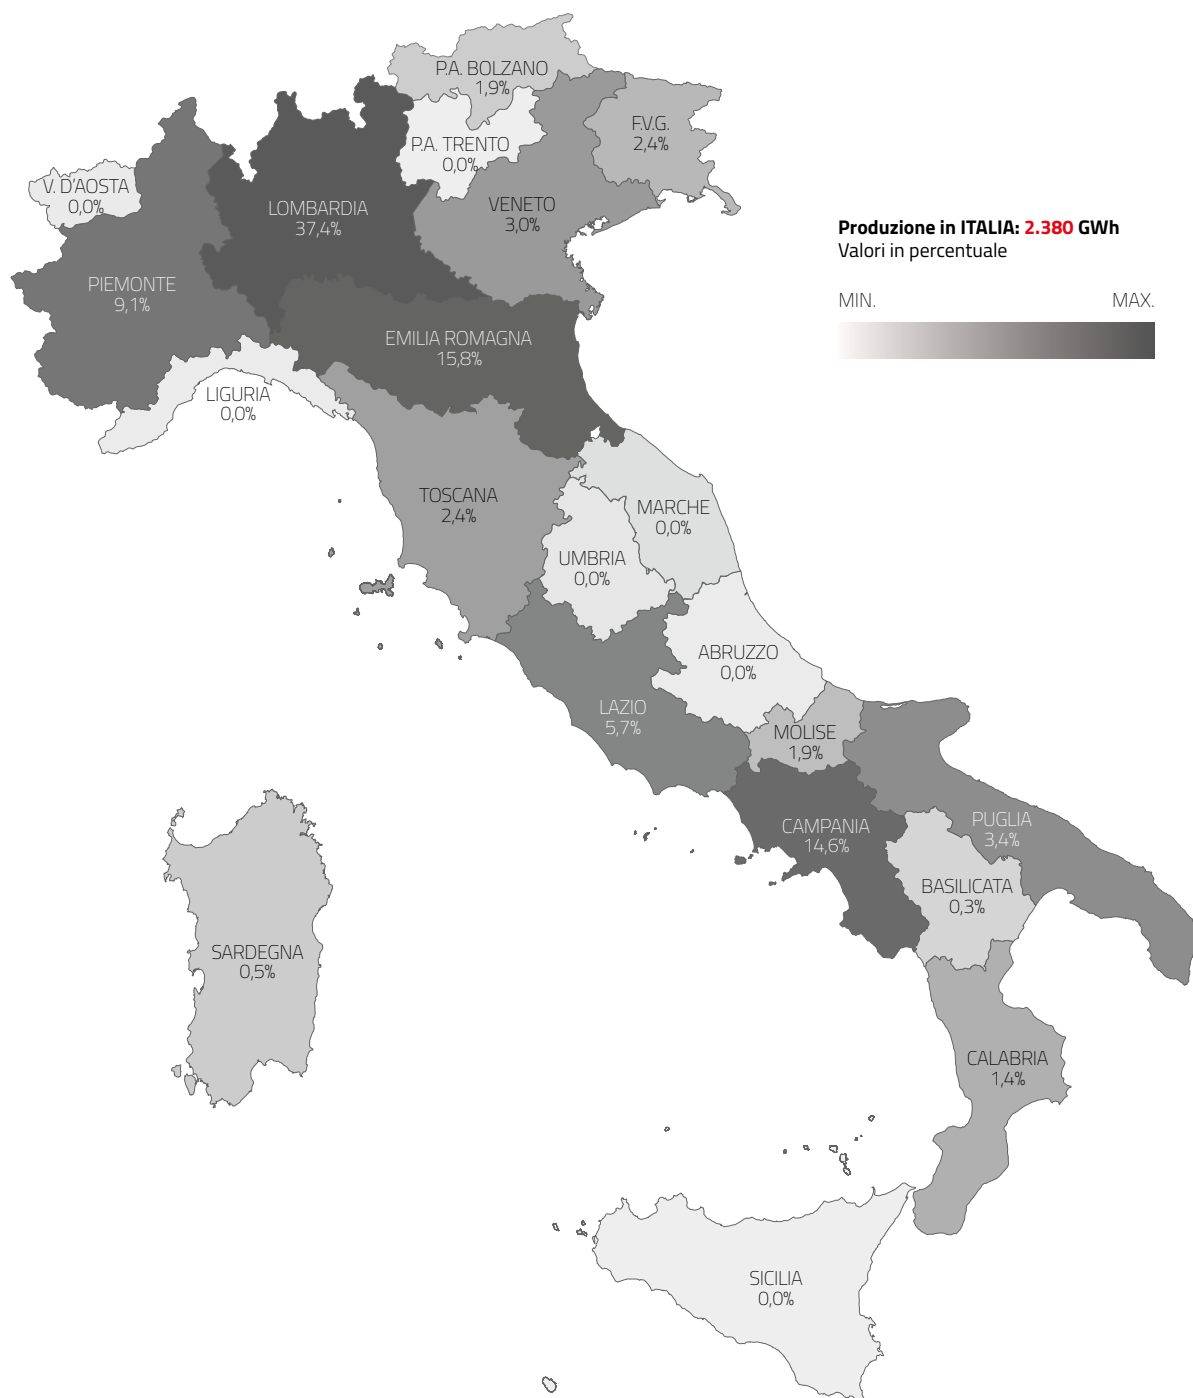 P.A. BOLZANO
1,9%
F.V.G.
2,4%
P.A. TRENTO
0,0%
V. D'AOSTA
0,0%
LOMBARDIA
37,4%
VENETO
3,0%
Produzione in ITALIA: 2.380 GWh
Valori in percentuale
MIN.
MAX.
PIEMONTE
9,1%
EMILIA ROMAGNA
15,8%
LIGURIA
0,0%
TOSCANA
2,4%
MARCHE
0,0%
UMBRIA
0,0%
ABRUZZO
0,0%
LAZIO
5,7%
MOLISE
1,9%
CAMPANIA
14,6%
PUGLIA
3,4%
BASILICATA
0,3%
SARDEGNA
0,5%
CALABRIA
1,4%
SICILIA
0,0%